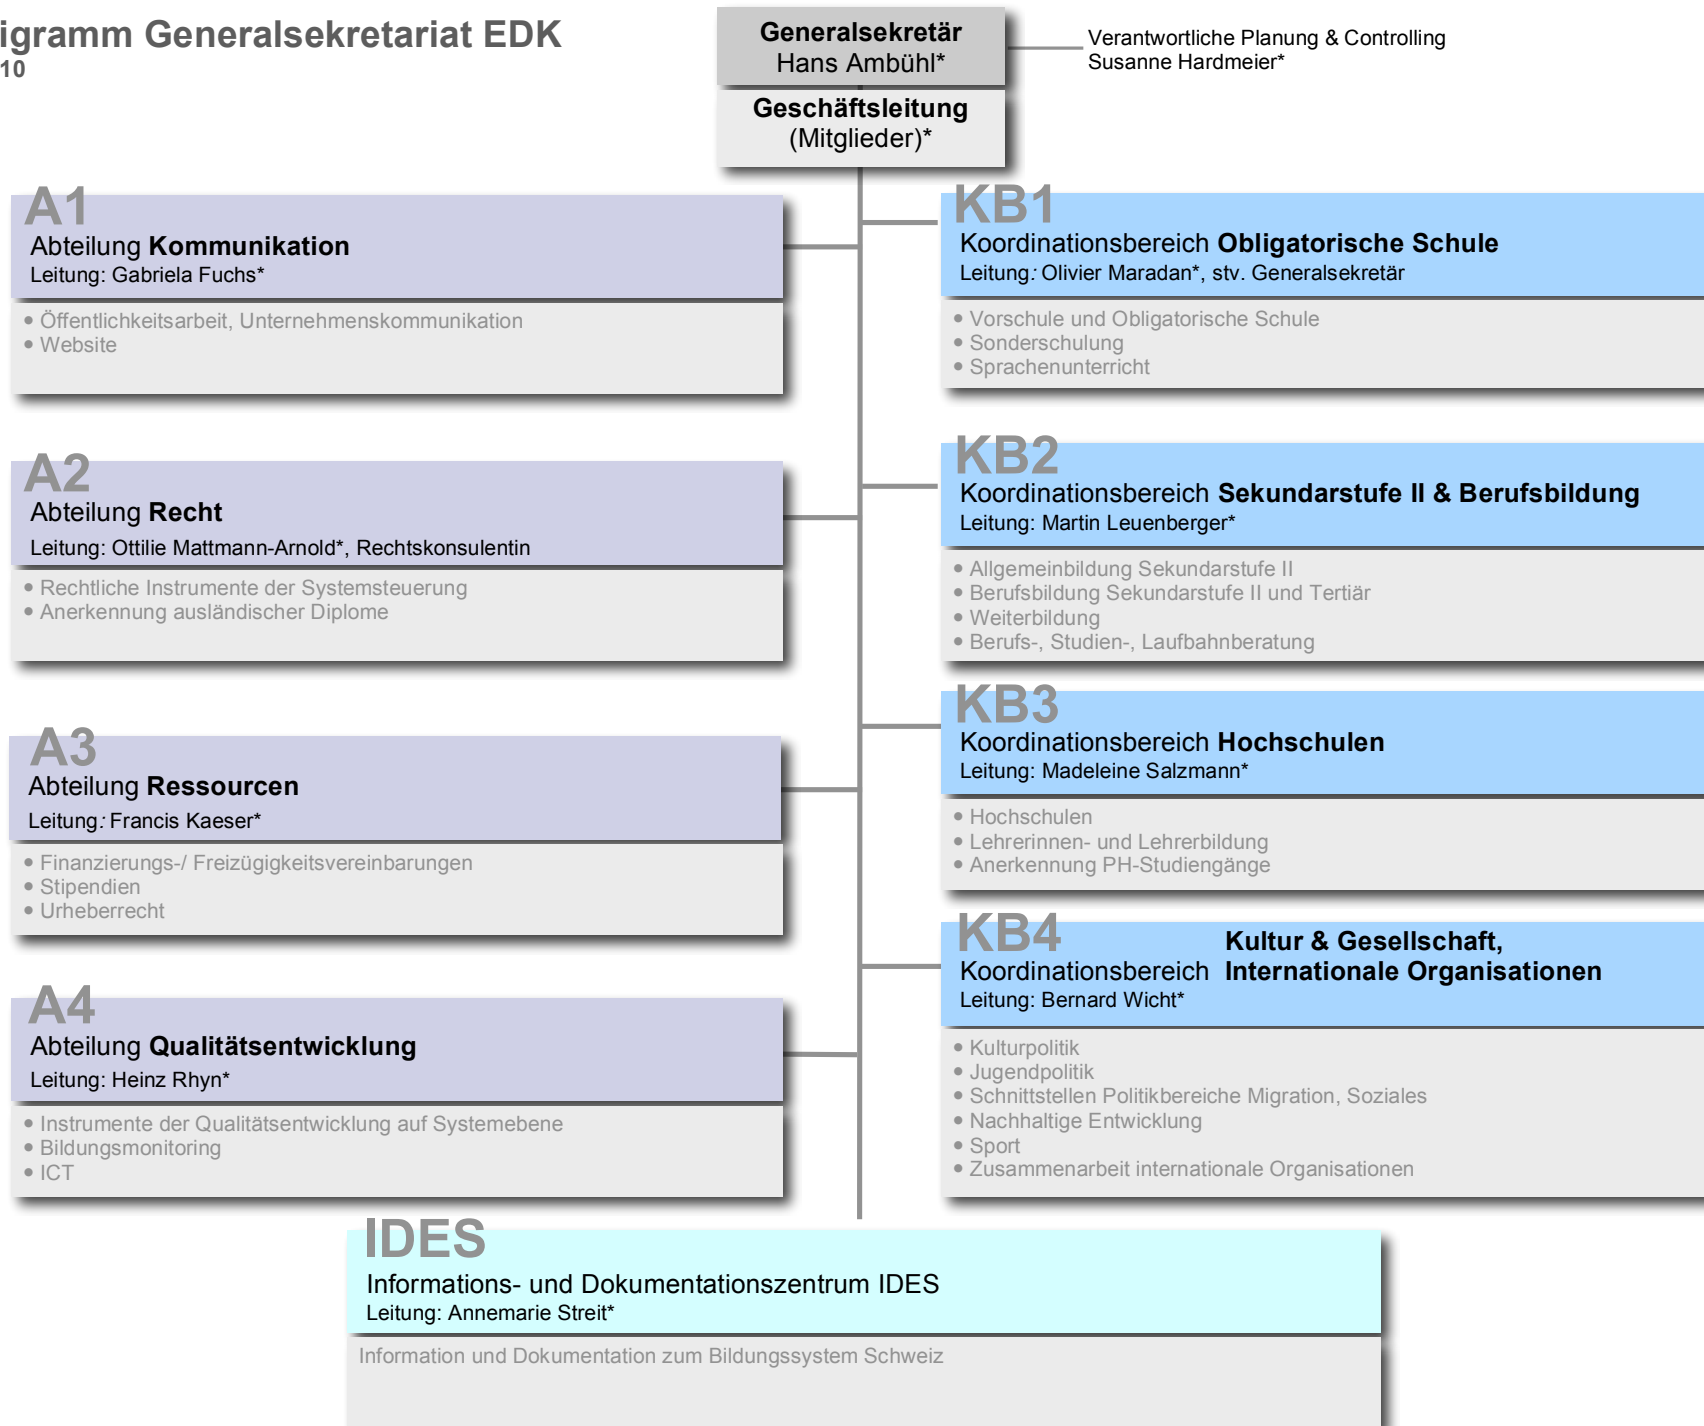 igramm Generalsekretariat EDK
10
Generalsekretär
Hans Ambühl*
Geschäftsleitung
(Mitglieder)*
Verantwortliche Planung & Controlling
Susanne Hardmeier*
A1
Abteilung Kommunikation
Leitung: Gabriela Fuchs*
• Öffentlichkeitsarbeit, Unternehmenskommunikation
• Website
A2
Abteilung Recht
Leitung: Ottilie Mattmann-Arnold*, Rechtskonsulentin
• Rechtliche Instrumente der Systemsteuerung
• Anerkennung ausländischer Diplome
A3
Abteilung Ressourcen
Leitung: Francis Kaeser*
• Finanzierungs-/ Freizügigkeitsvereinbarungen
• Stipendien
• Urheberrecht
A4
Abteilung Qualitätsentwicklung
Leitung: Heinz Rhyn*
• Instrumente der Qualitätsentwicklung auf Systemebene
• Bildungsmonitoring
• ICT
KB1
Koordinationsbereich Obligatorische Schule
Leitung: Olivier Maradan*, stv. Generalsekretär
• Vorschule und Obligatorische Schule
• Sonderschulung
• Sprachenunterricht
KB2
Koordinationsbereich Sekundarstufe II & Berufsbildung
Leitung: Martin Leuenberger*
• Allgemeinbildung Sekundarstufe II
• Berufsbildung Sekundarstufe II und Tertiär
• Weiterbildung
• Berufs-, Studien-, Laufbahnberatung
KB3
Koordinationsbereich Hochschulen
Leitung: Madeleine Salzmann*
• Hochschulen
• Lehrerinnen- und Lehrerbildung
• Anerkennung PH-Studiengänge
KB4
Kultur & Gesellschaft,
Koordinationsbereich Internationale Organisationen
Leitung: Bernard Wicht*
• Kulturpolitik
• Jugendpolitik
• Schnittstellen Politikbereiche Migration, Soziales
• Nachhaltige Entwicklung
• Sport
• Zusammenarbeit internationale Organisationen
IDES
Informations- und Dokumentationszentrum IDES
Leitung: Annemarie Streit*
Information und Dokumentation zum Bildungssystem Schweiz